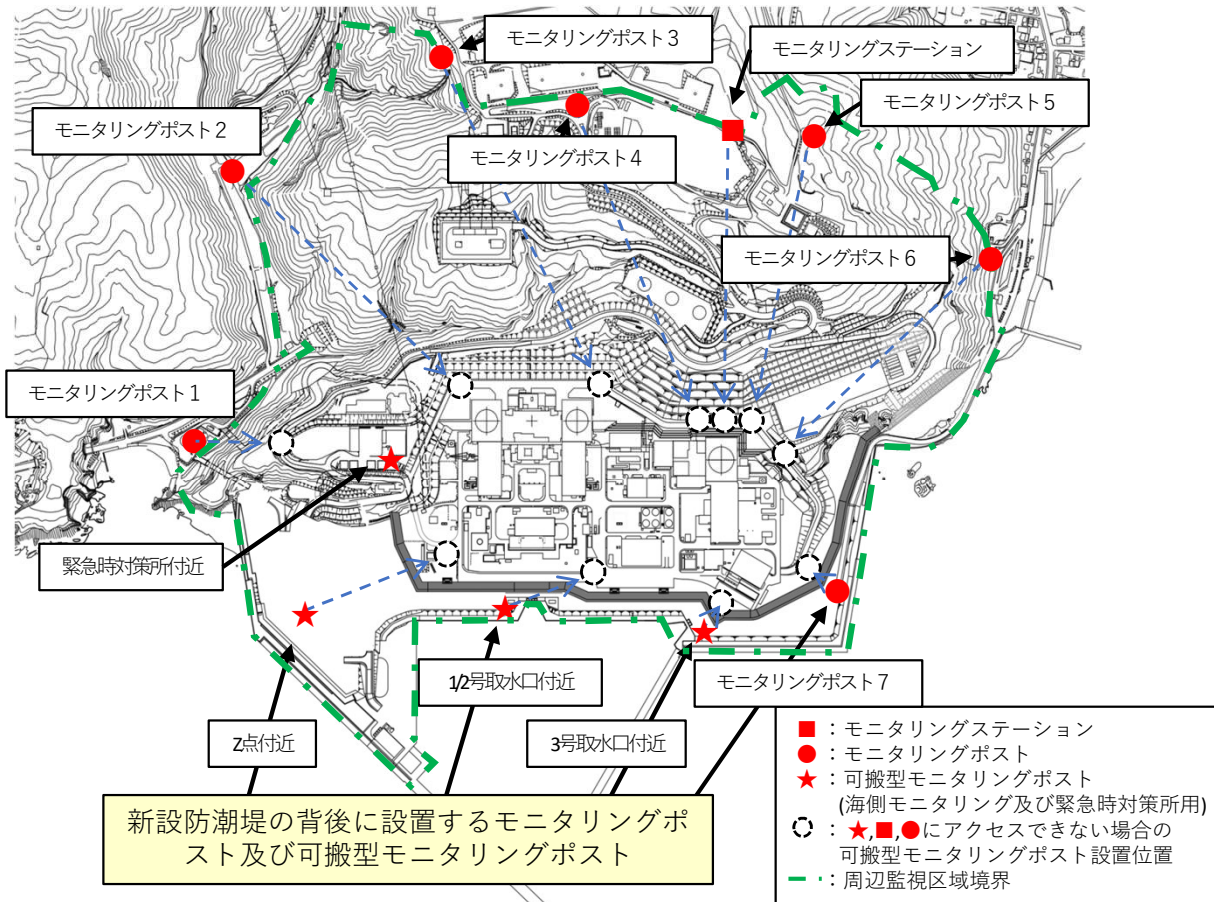 モニタリングポスト3
モニタリングステーション
モニタリングポスト5
モニタリングポスト2
モニタリングポスト4
モニタリングポスト6
モニタリングポスト1
緊急時対策所付近
1/2号取水口付近
モニタリングポスト7
Z点付近
3号取水口付近
新設防潮堤の背後に設置するモニタリングポ
スト及び可搬型モニタリングポスト
■：モニタリングステーション
●：モニタリングポスト
★：可搬型モニタリングポスト
(海側モニタリング及び緊急時対策所用)
：★,■,●にアクセスできない場合の
可搬型モニタリングポスト設置位置
：周辺監視区域境界